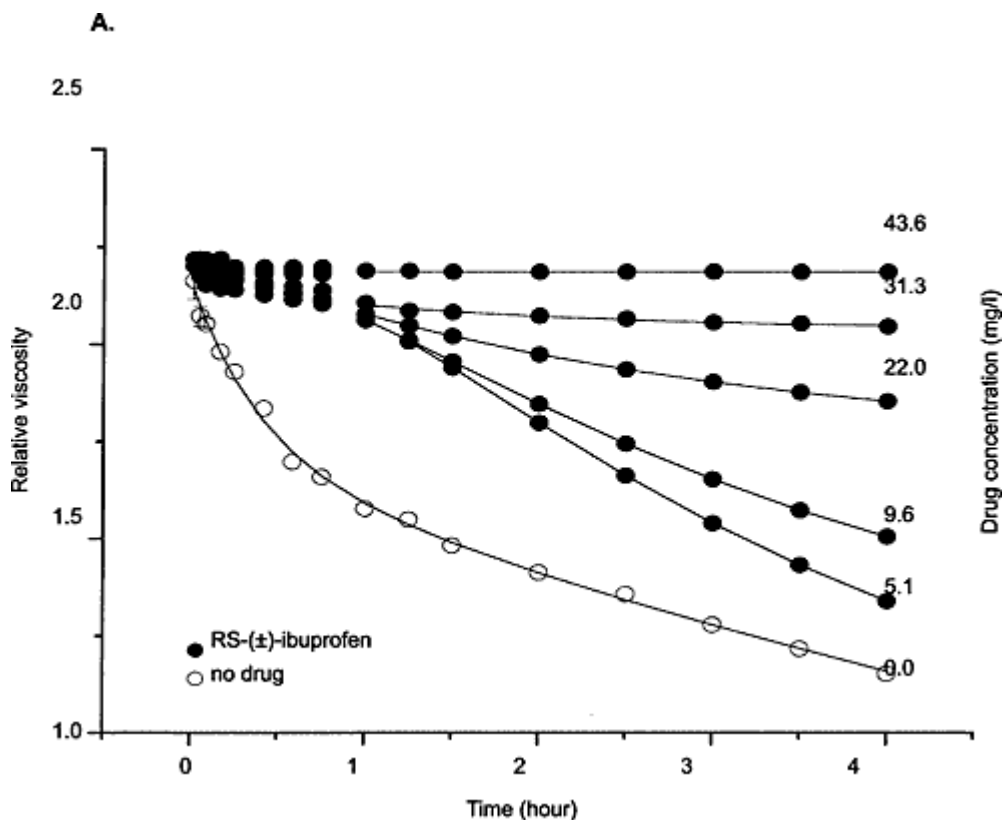 A.
2.5
43.6
31.3
2.0
22.0
Relative viscosity
Drug concentration (mg/l)
1.5
9.6
5.1
RS-(±)-ibuprofen
no drug
0.0
1.0
0
1
2
3
4
Time (hour)